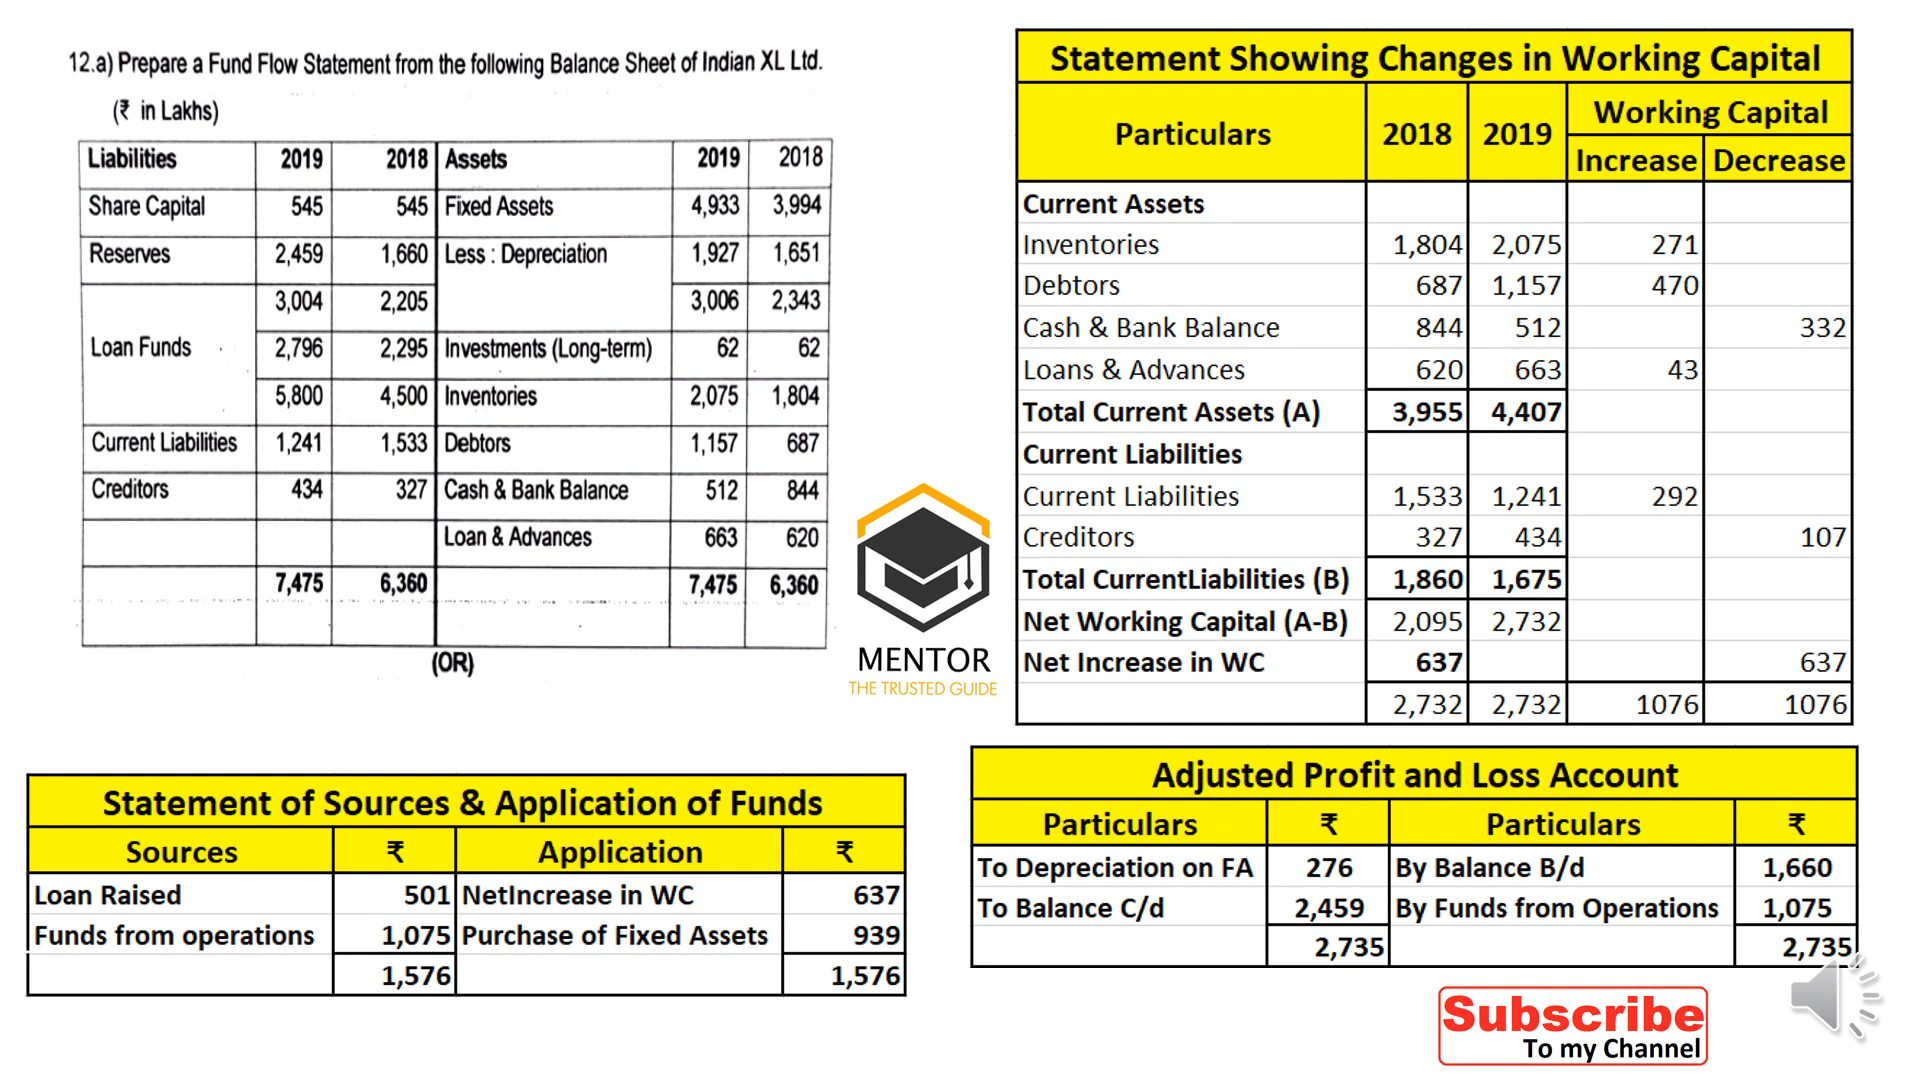 12.a) Prepare a Fund Flow Statement from the following Balance Sheet of Indian XL Ltd.
(₹ in Lakhs)
Liabilities 2019 2018 Assets 2019 2018
Share Capital 545 545 Fixed Assets 4,933 3,994
Reserves 2,459 1,660 Less : Depreciation 1,927 1,651
3,004 2,205 3,006 2,343
Loan Funds 2,796 2,295 Investments (Long-term) 62 62
5,800 4,500 Inventories 2,075 1,804
Current Liabilities 1,241 1,533 Debtors 1,157 687
Creditors 434 327 Cash & Bank Balance 512 844
Loan & Advances 663 620
7,475 6,360 7,475 6,360
(OR)
MENTOR
THE TRUSTED GUIDE
Statement Showing Changes in Working Capital
Particulars 2018 2019 Working Capital
Increase Decrease
Current Assets
Inventories 1,804 2,075 271
Debtors 687 1,157 470
Cash & Bank Balance 844 512 332
Loans & Advances 620 663 43
Total Current Assets (A) 3,955 4,407
Current Liabilities
Current Liabilities 1,533 1,241 292
Creditors 327 434 107
Total CurrentLiabilities (B) 1,860 1,675
Net Working Capital (A-B) 2,095 2,732
Net Increase in WC 637 637
2,732 2,732 1076 1076
Statement of Sources & Application of Funds
Sources ₹ Application ₹
Loan Raised 501 NetIncrease in WC 637
Funds from operations 1,075 Purchase of Fixed Assets 939
1,576 1,576
Adjusted Profit and Loss Account
Particulars ₹ Particulars ₹
To Depreciation on FA 276 By Balance B/d 1,660
To Balance C/d 2,459 By Funds from Operations 1,075
2,735 2,735
Subscribe
To my Channel